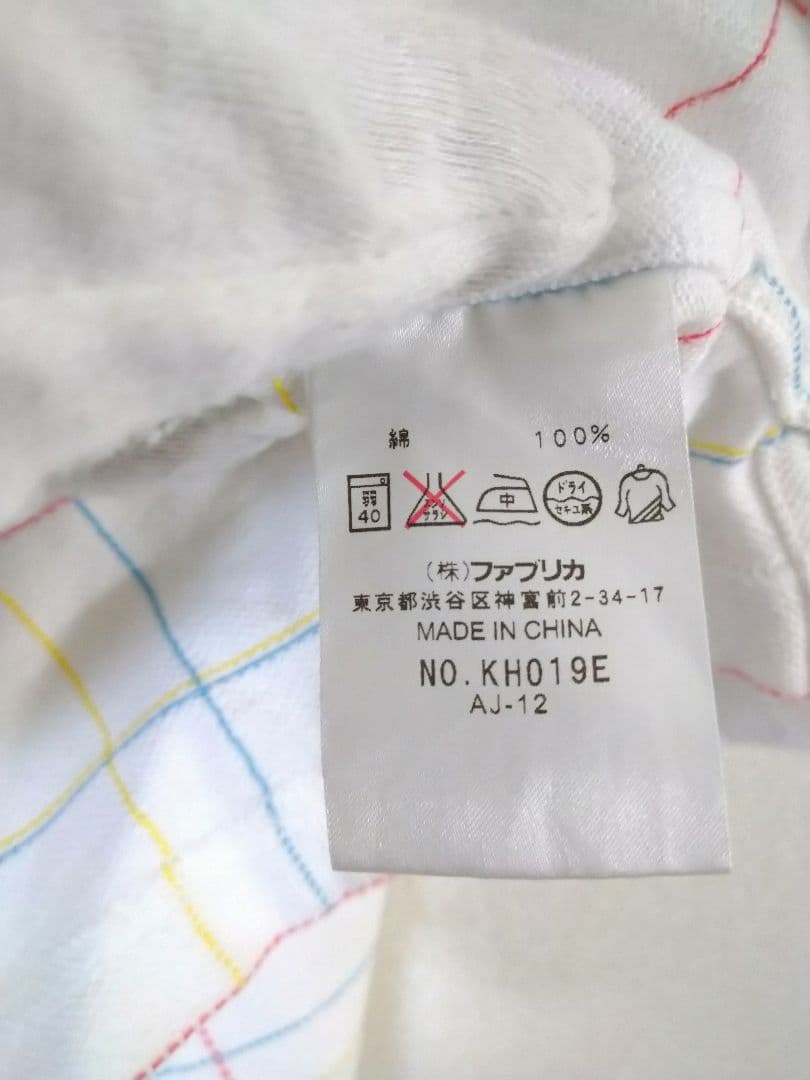 綿 100%
弱 40 エンソ サラシ 中 ドライ セキユ系
(株)ファブリカ
東京都渋谷区神宮前2-34-17
MADE IN CHINA
NO.KH019E
AJ-12